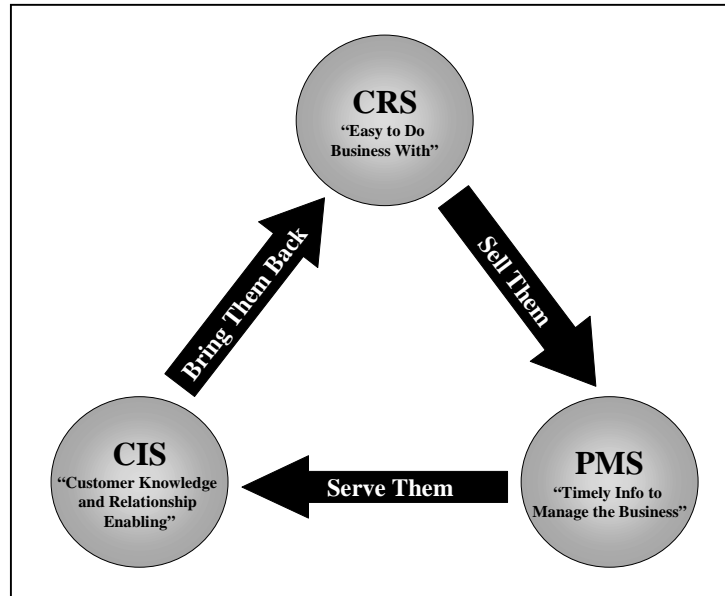 CRS
“Easy to Do
Business With”
Sell Them
Bring Them Back
CIS
“Customer Knowledge
and Relationship
Enabling”
Serve Them
PMS
“Timely Info to
Manage the Business”